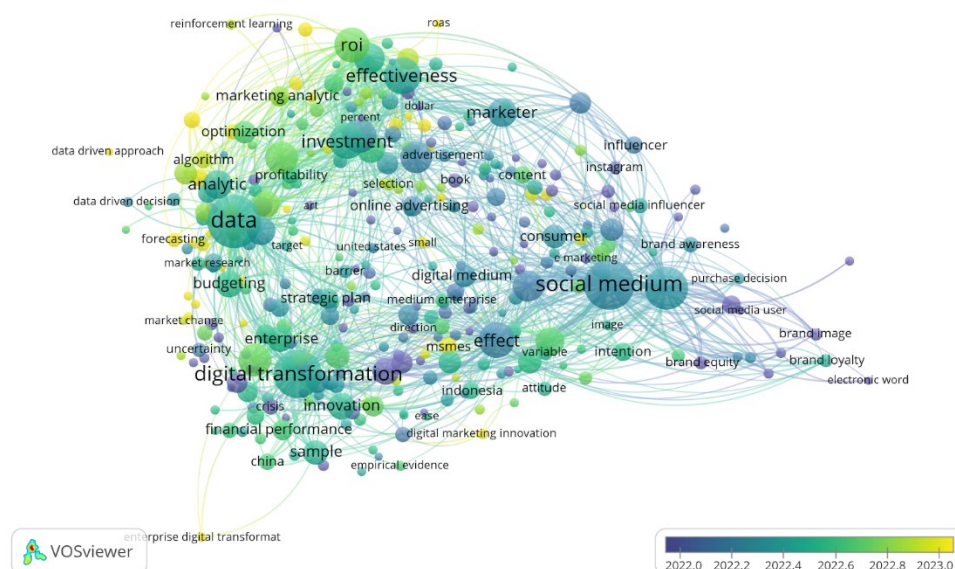 reinforcement learning
roas
roi
effectiveness
marketing analytic
dollar
percent
marketer
optimization
investment
influencer
data driven approach
algorithm
advertisement
instagram
profitability
content
analytic
selection
book
data driven decision
art
online advertising
social media influencer
data
forecasting
target
united states
small
consumer
brand awareness
market research
e marketing
barrier
budgeting
digital medium
social medium
purchase decision
strategic plan
medium enterprise
market change
social media user
direction
image
enterprise
effect
variable
brand image
uncertainty
msmes
intention
brand equity
brand loyalty
digital transformation
electronic word
attitude
indonesia
crisis
innovation
ease
financial performance
digital marketing innovation
sample
china
empirical evidence
enterprise digital transformat
VOSviewer
2022.0 2022.2 2022.4 2022.6 2022.8 2023.0